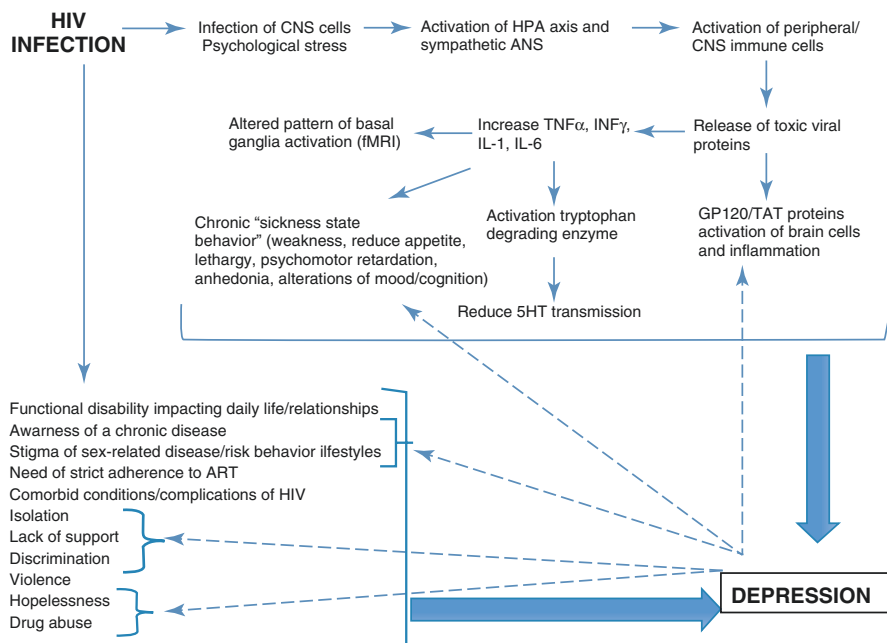 HIV
INFECTION
Infection of CNS cells
Psychological stress
Activation of HPA axis and
sympathetic ANS
Activation of peripheral/
CNS immune cells
Altered pattern of basal
ganglia activation (fMRI)
Increase TNFα, INFγ,
IL-1, IL-6
Release of toxic viral
proteins
Chronic “sickness state
behavior” (weakness, reduce appetite,
lethargy, psychomotor retardation,
anhedonia, alterations of mood/cognition)
Activation tryptophan
degrading enzyme
GP120/TAT proteins
activation of brain cells
and inflammation
Reduce 5HT transmission
Functional disability impacting daily life/relationships
Awarness of a chronic disease
Stigma of sex-related disease/risk behavior ilfestyles
Need of strict adherence to ART
Comorbid conditions/complications of HIV
Isolation
Lack of support
Discrimination
Violence
Hopelessness
Drug abuse
DEPRESSION